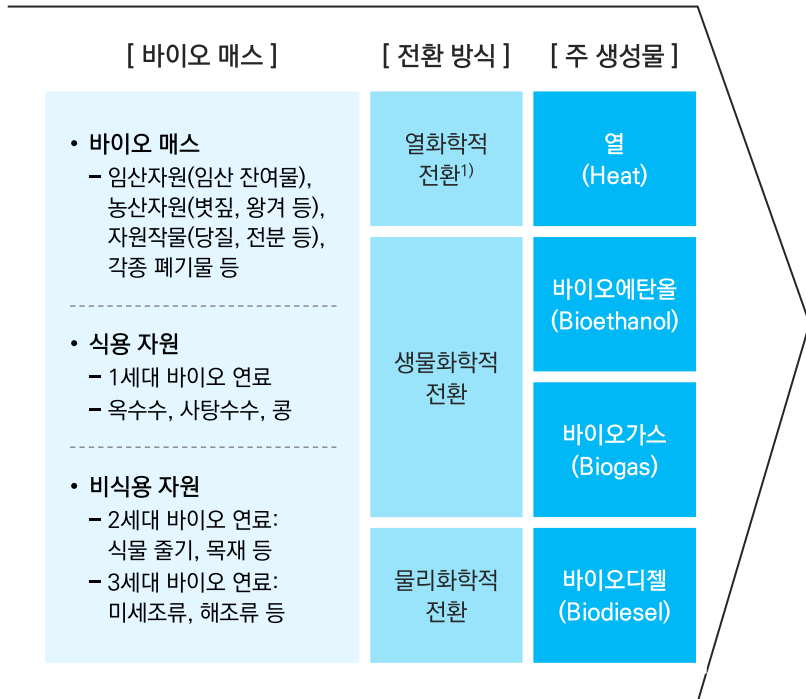 [ 바이오 매스 ]
[ 전환 방식 ]
[ 주 생성물 ]
• 바이오 매스
– 임산자원(임산 잔여물),
농산자원(볏짚, 왕겨 등),
자원작물(당질, 전분 등),
각종 폐기물 등
• 식용 자원
– 1세대 바이오 연료
– 옥수수, 사탕수수, 콩
• 비식용 자원
– 2세대 바이오 연료:
식물 줄기, 목재 등
– 3세대 바이오 연료:
미세조류, 해조류 등
열화학적
전환1)
생물화학적
전환
물리화학적
전환
열
(Heat)
바이오에탄올
(Bioethanol)
바이오가스
(Biogas)
바이오디젤
(Biodiesel)